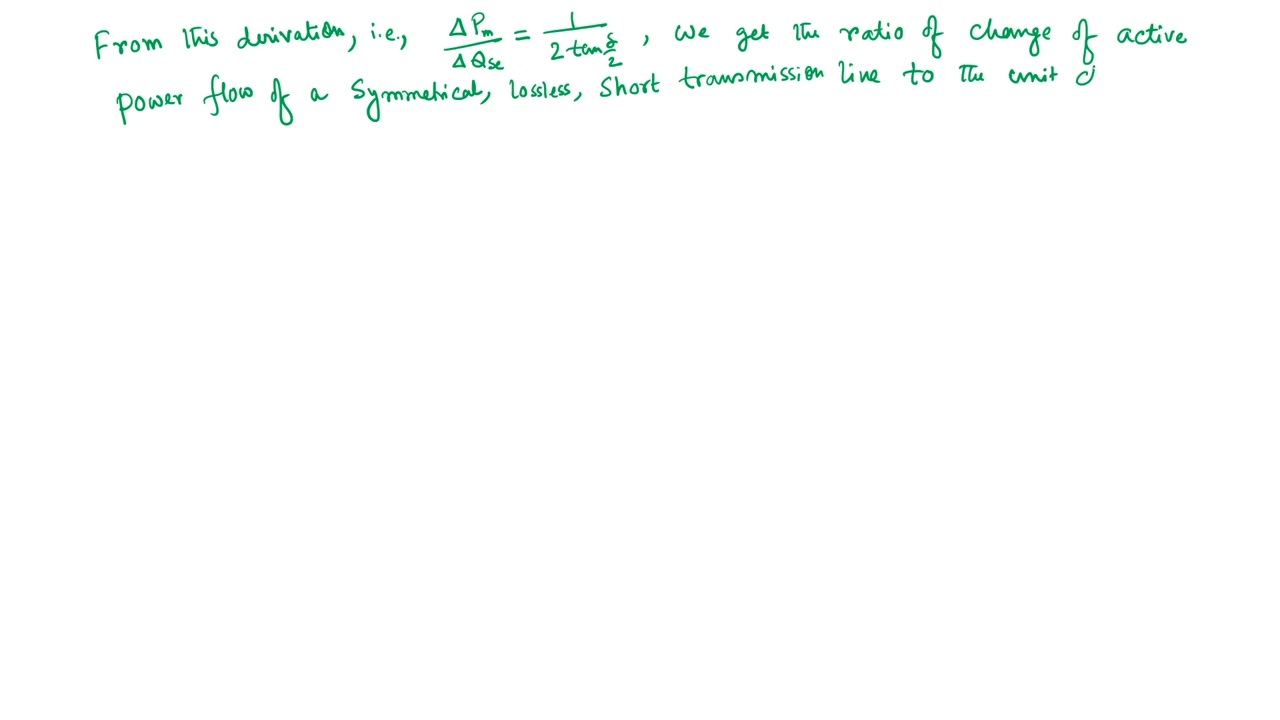 From this derivation, i.e., ΔPm/ΔQse = 1/(2 tan δ/2), we get the ratio of change of active
power flow of a Symmetrical, lossless, Short transmission line to the unit